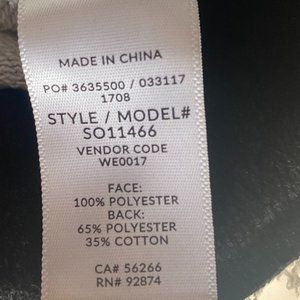 MADE IN CHINA
PO# 3635500 / 033117
1708
STYLE / MODEL#
SO11466
VENDOR CODE
WE0017
FACE:
100% POLYESTER
BACK:
65% POLYESTER
35% COTTON
CA# 56266
RN# 92874